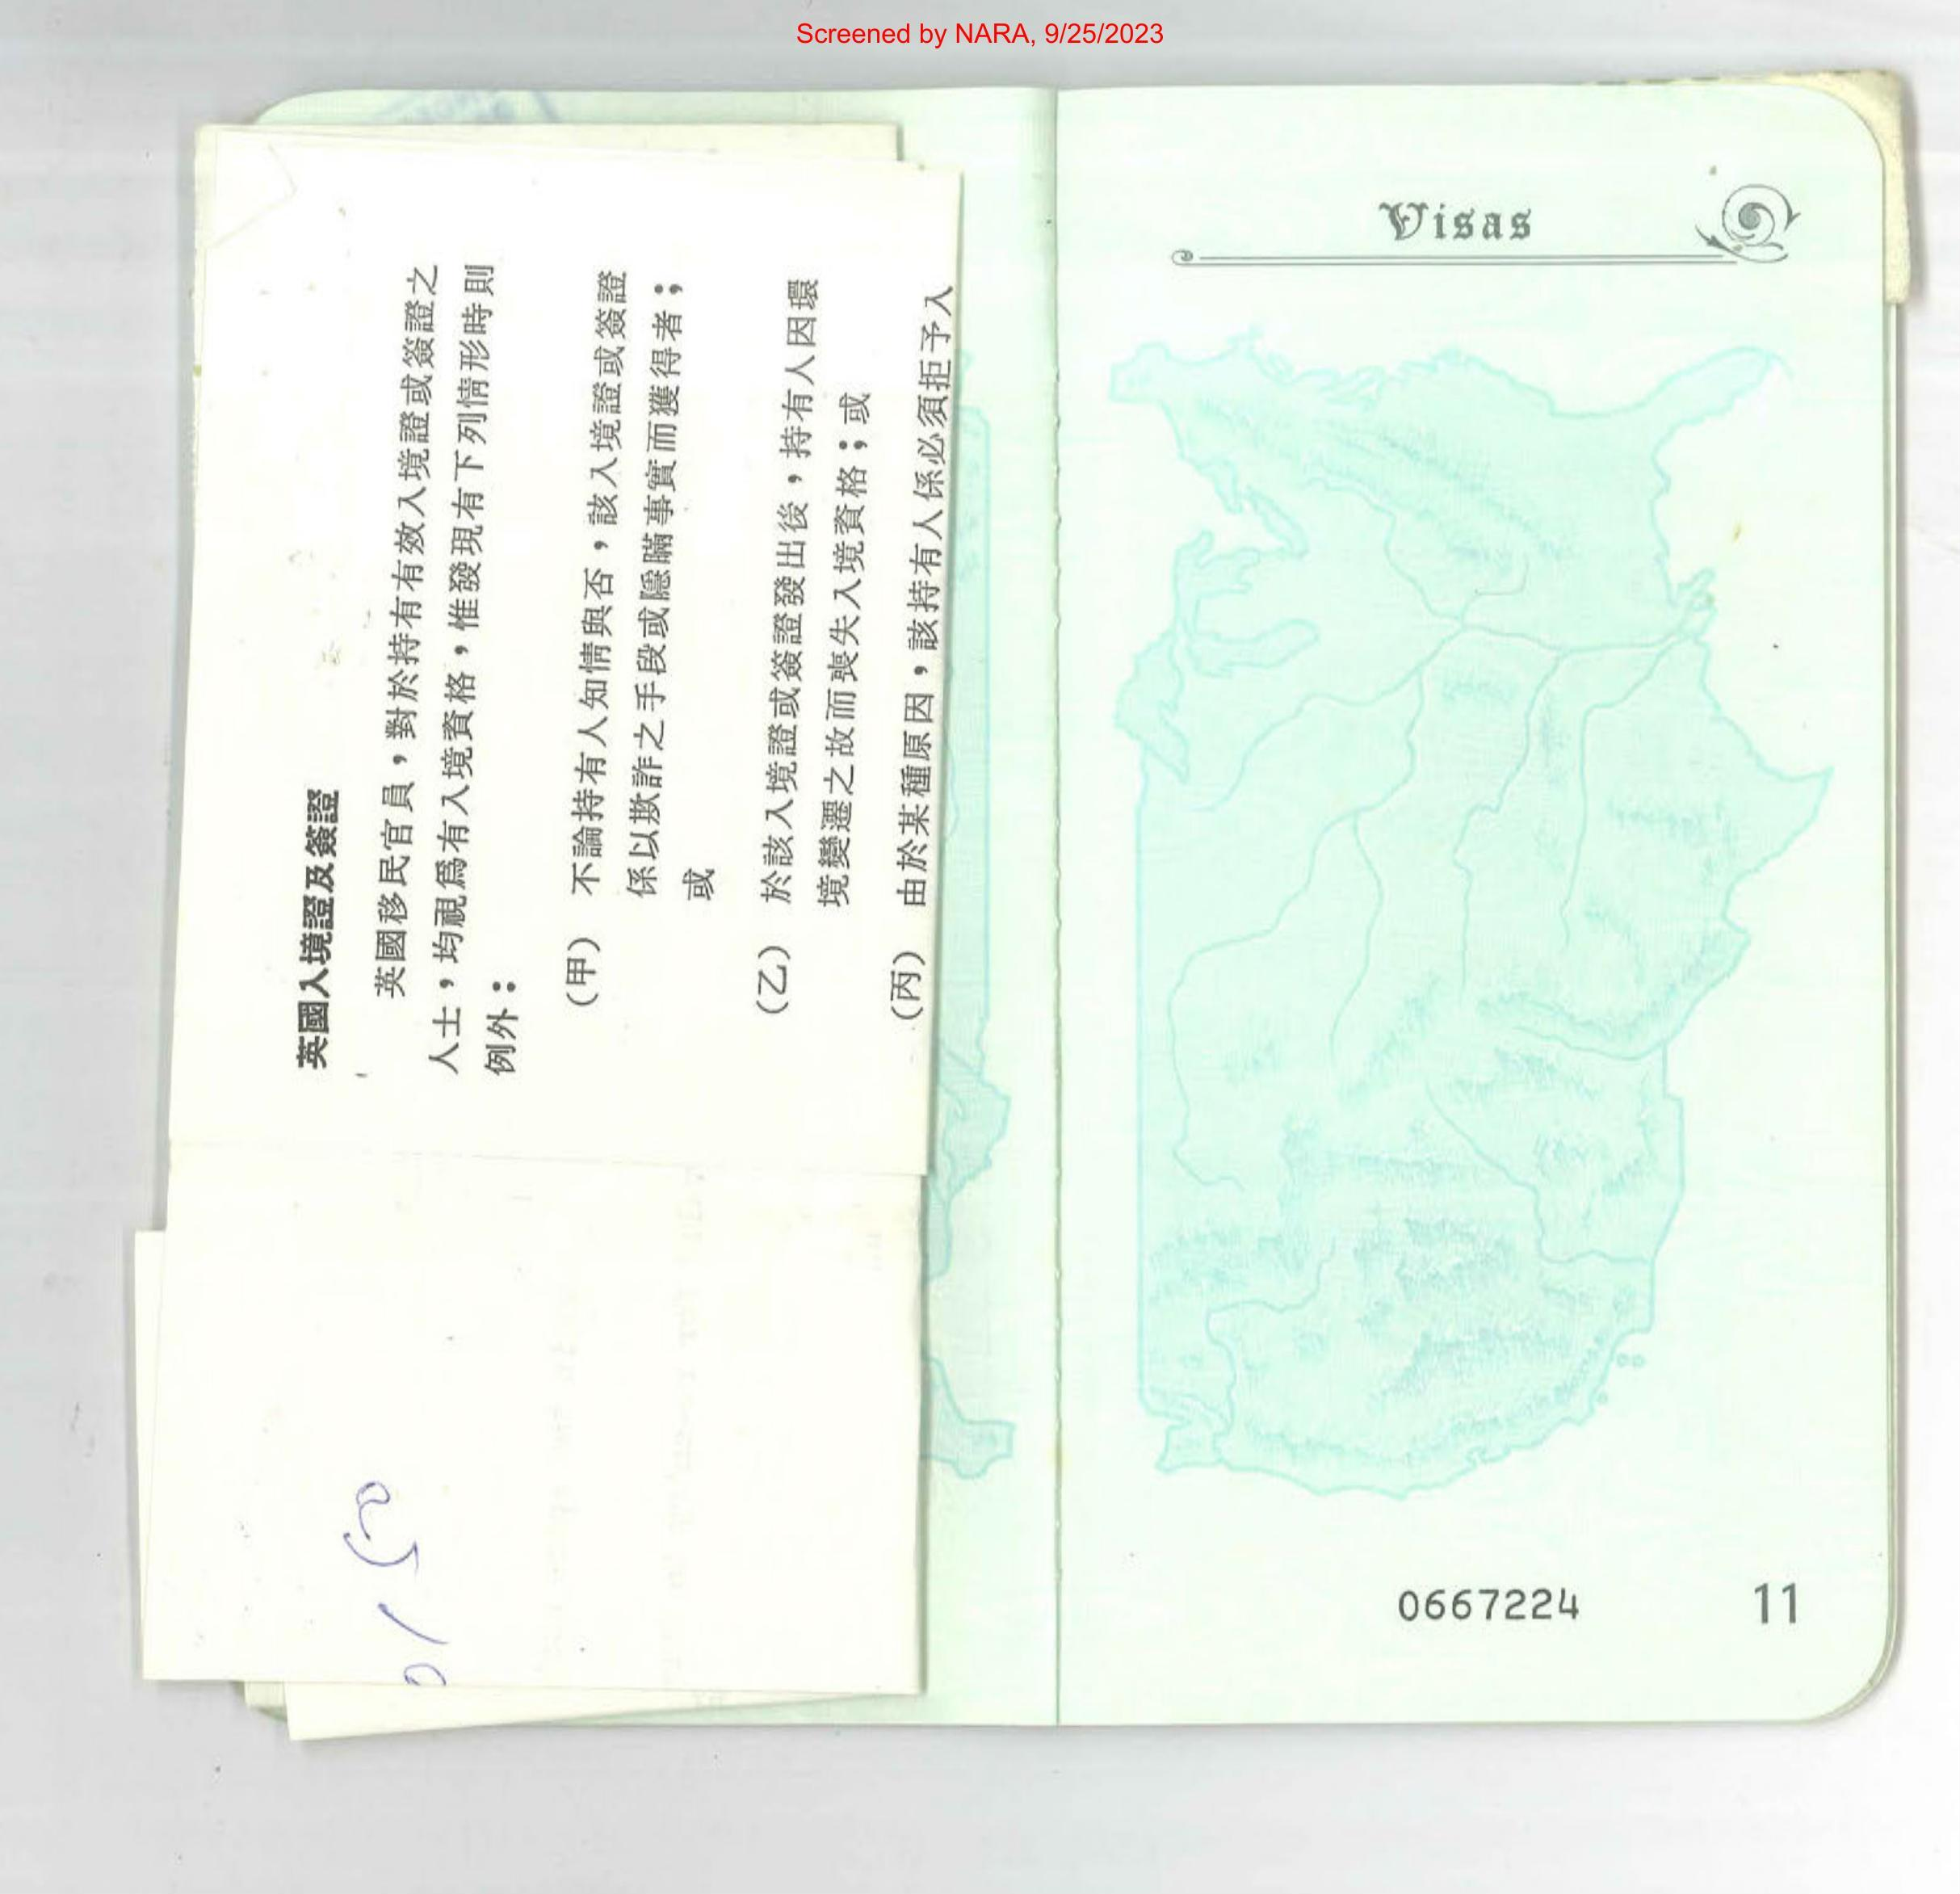 Screened by NARA, 9/25/2023
英國入境證及簽證
英國移民官員，對於持有有效入境證或簽證之
人士，均視爲有入境資格，惟發現有下列情形時則
例外：
(甲) 不論持有人知情與否，該入境證或簽證
係以欺詐之手段或隱瞞事實而獲得者；
或
(乙) 於該入境證或簽證發出後，持有人因環
境變遷之故而喪失入境資格；或
(丙) 由於某種原因，該持有人係必須拒予入
Visas
0667224 11